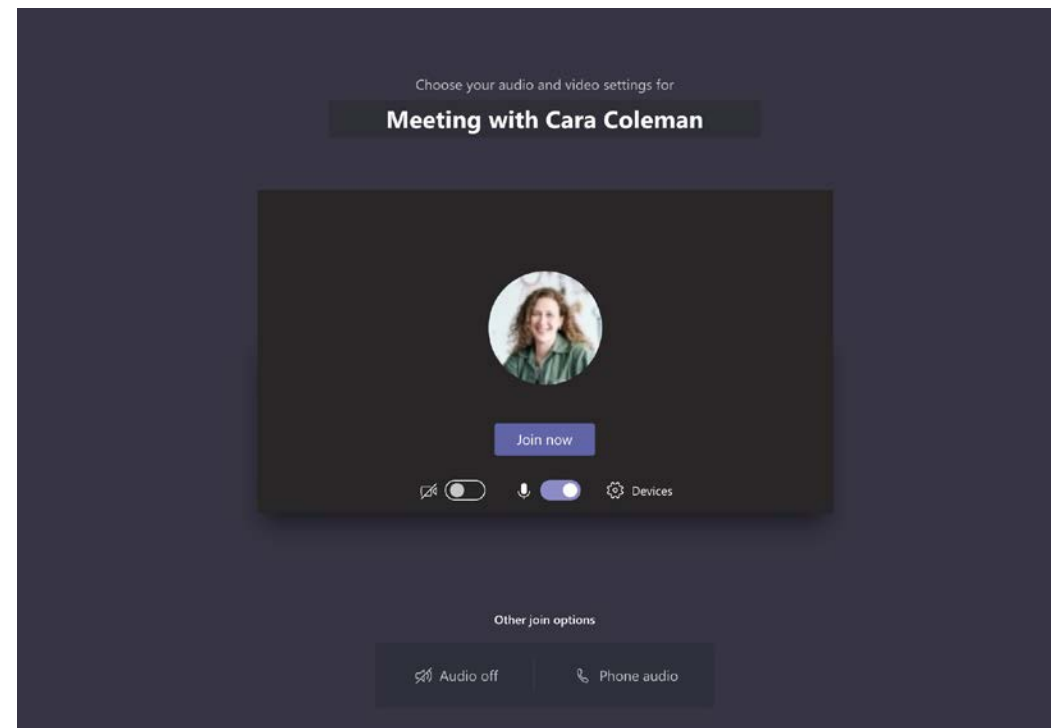 Choose your audio and video settings for
Meeting with Cara Coleman
Join now
Devices
Other join options
Audio off
Phone audio